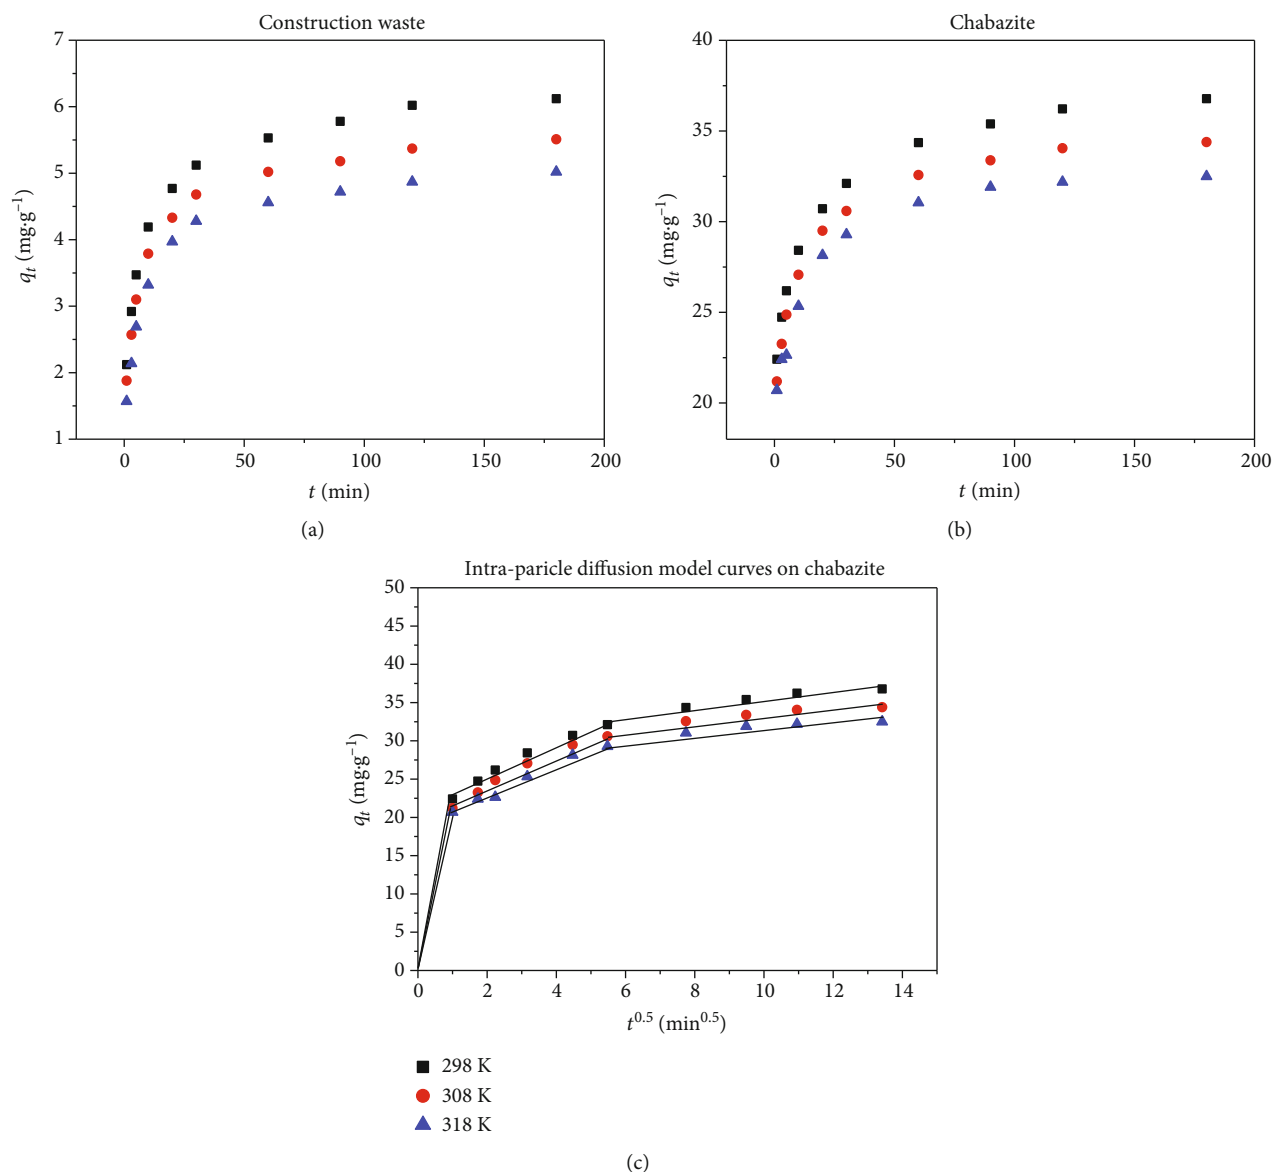 Construction waste
7
6
5
4
3
2
1
q_t (mg·g⁻¹)
0 50 100 150 200
t (min)
(a)
Chabazite
40
35
30
25
20
q_t (mg·g⁻¹)
0 50 100 150 200
t (min)
(b)
Intra-paricle diffusion model curves on chabazite
50
45
40
35
30
25
20
15
10
5
0
q_t (mg·g⁻¹)
0 2 4 6 8 10 12 14
t^0.5 (min^0.5)
298 K
308 K
318 K
(c)